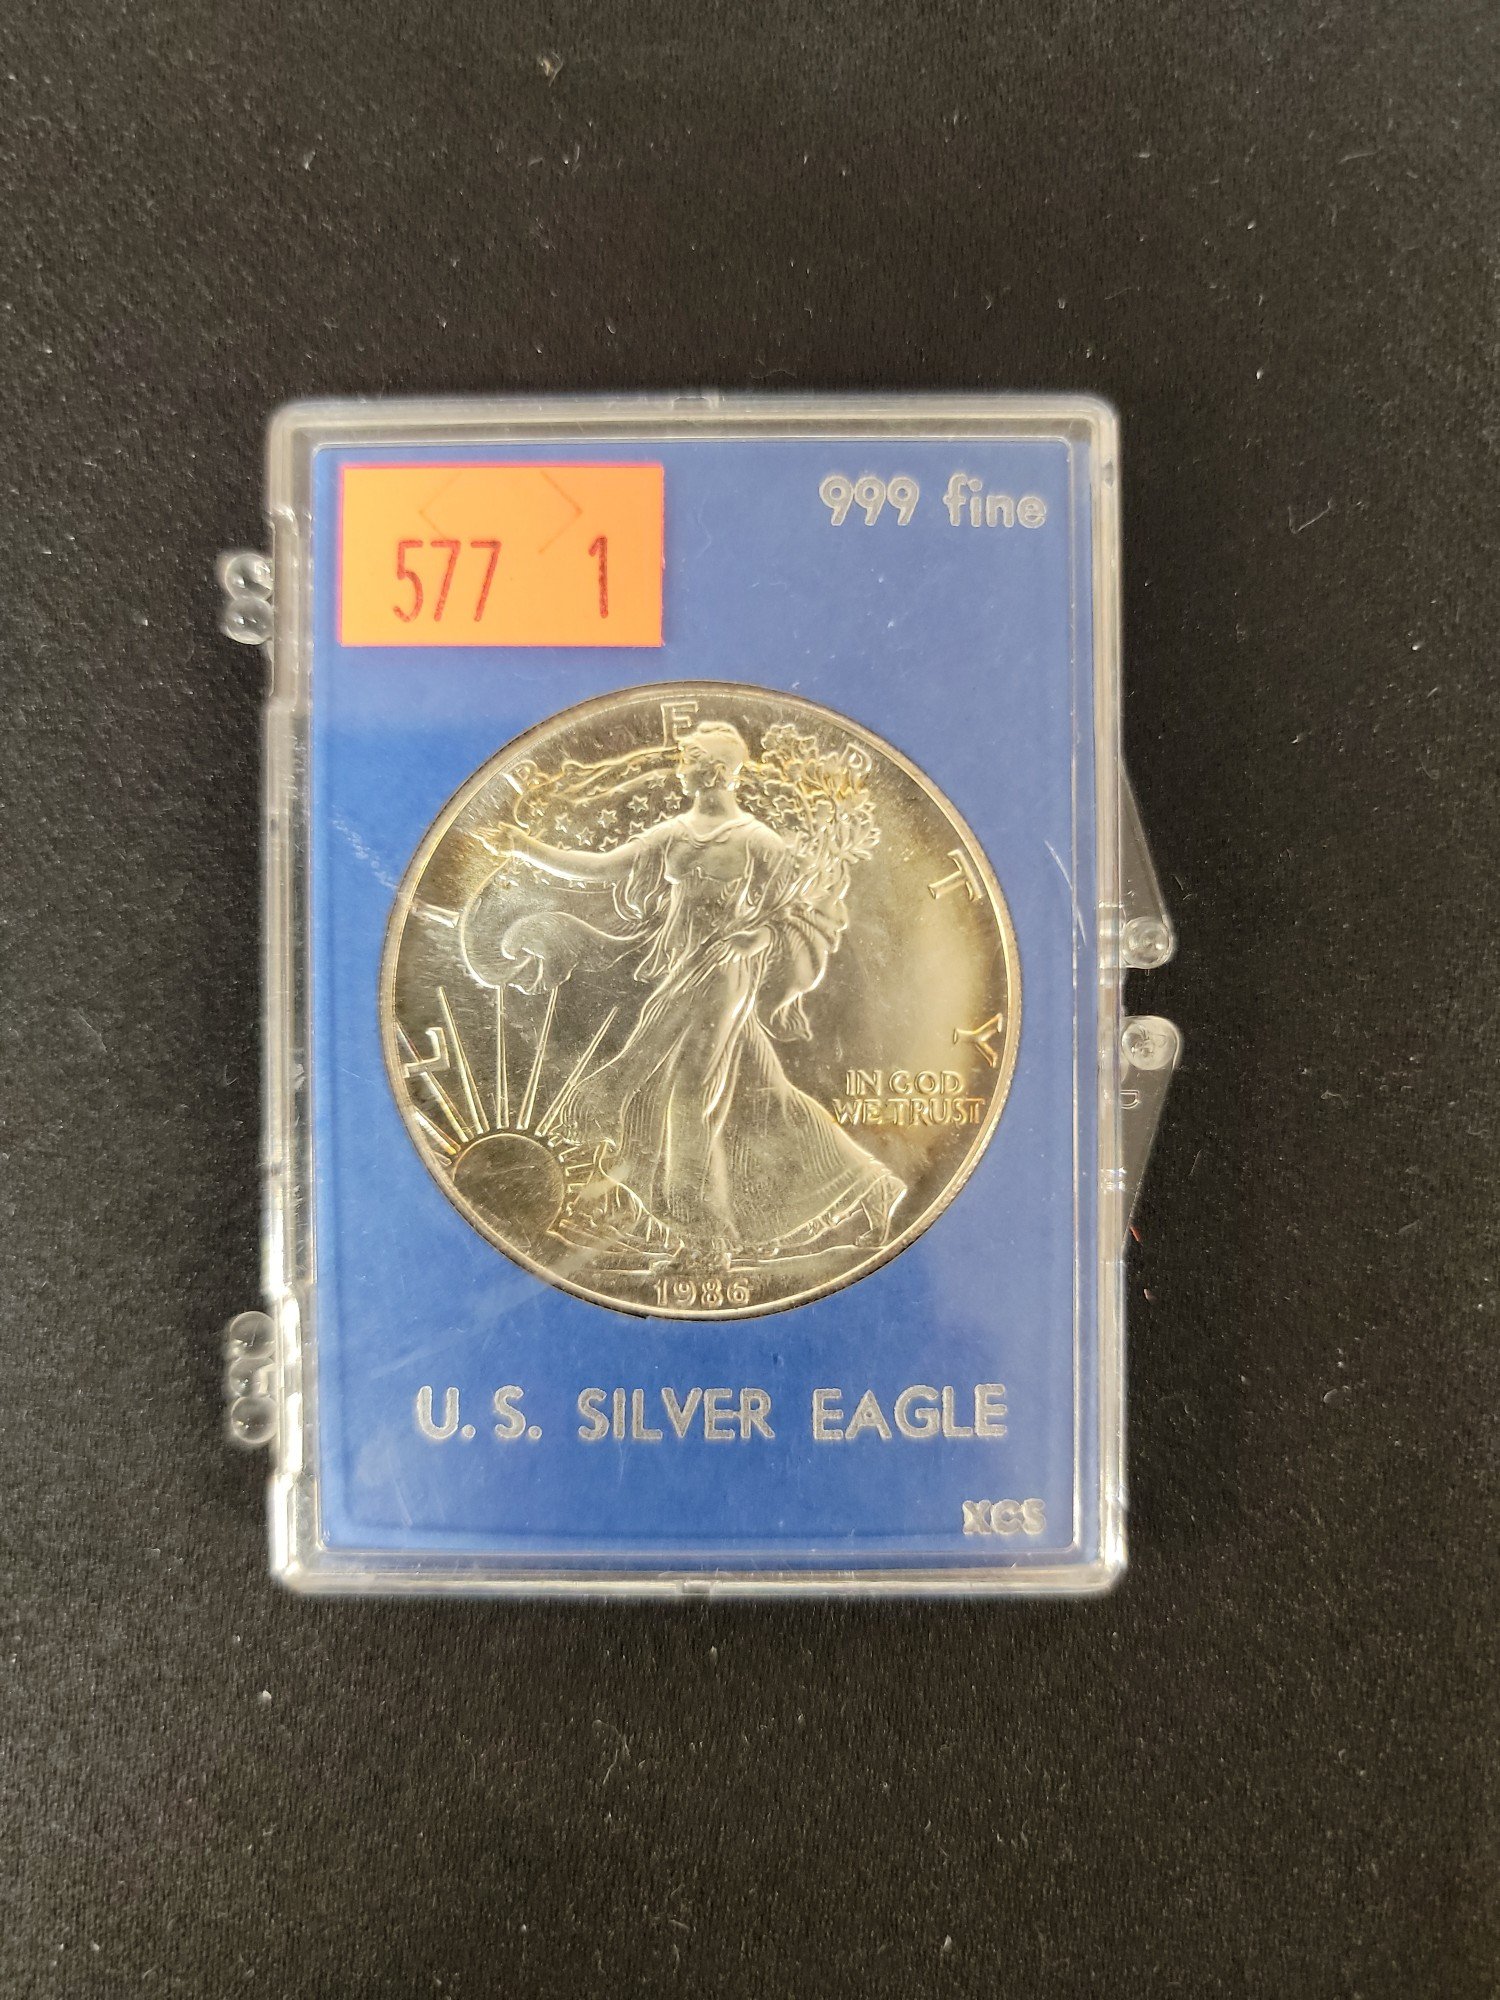 577 1
999 fine
LIBERTY
IN GOD
WE TRUST
1986
U.S. SILVER EAGLE
XCS